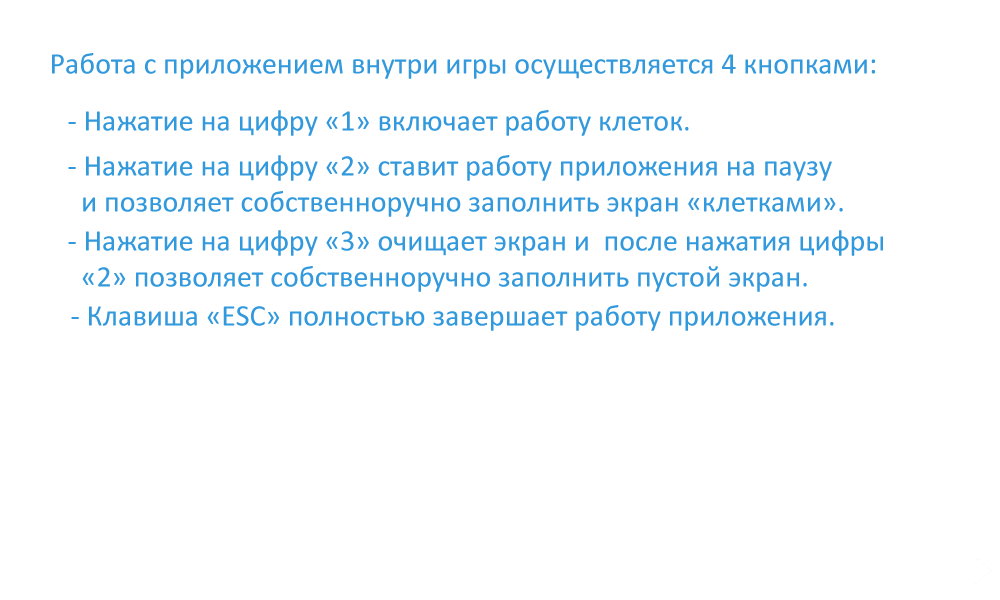 Работа с приложением внутри игры осуществляется 4 кнопками:
- Нажатие на цифру «1» включает работу клеток.
- Нажатие на цифру «2» ставит работу приложения на паузу
и позволяет собственноручно заполнить экран «клетками».
- Нажатие на цифру «3» очищает экран и  после нажатия цифры
«2» позволяет собственноручно заполнить пустой экран.
- Клавиша «ESC» полностью завершает работу приложения.